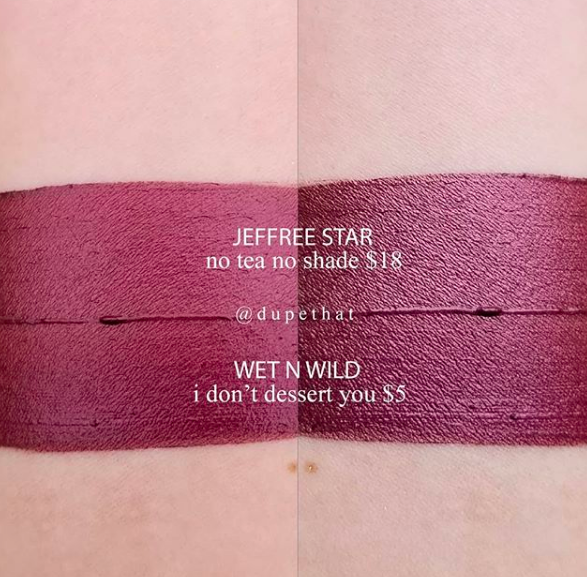 JEFFREE STAR
no tea no shade $18
@dupethat
WET N WILD
i don't dessert you $5